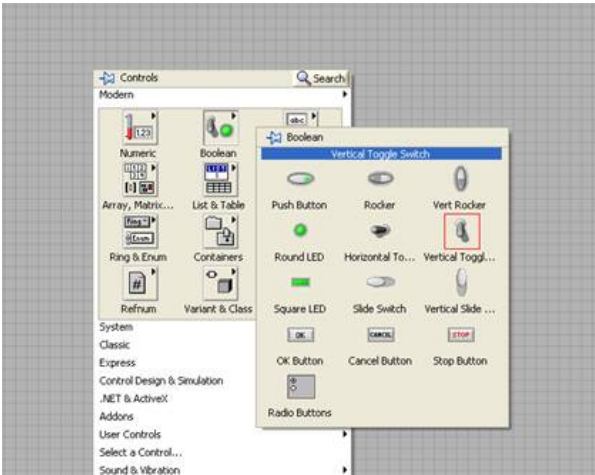 Controls
Search
Modern
Numeric
Boolean
Array, Matrix...
List & Table
Ring & Enum
Containers
Refnum
Variant & Class
System
Classic
Express
Control Design & Simulation
.NET & ActiveX
Addons
User Controls
Select a Control...
Sound & Vibration
Boolean
Vertical Toggle Switch
Push Button
Rocker
Vert Rocker
Round LED
Horizontal To...
Vertical Toggl...
Square LED
Slide Switch
Vertical Slide ...
OK
CANCEL
STOP
OK Button
Cancel Button
Stop Button
Radio Buttons